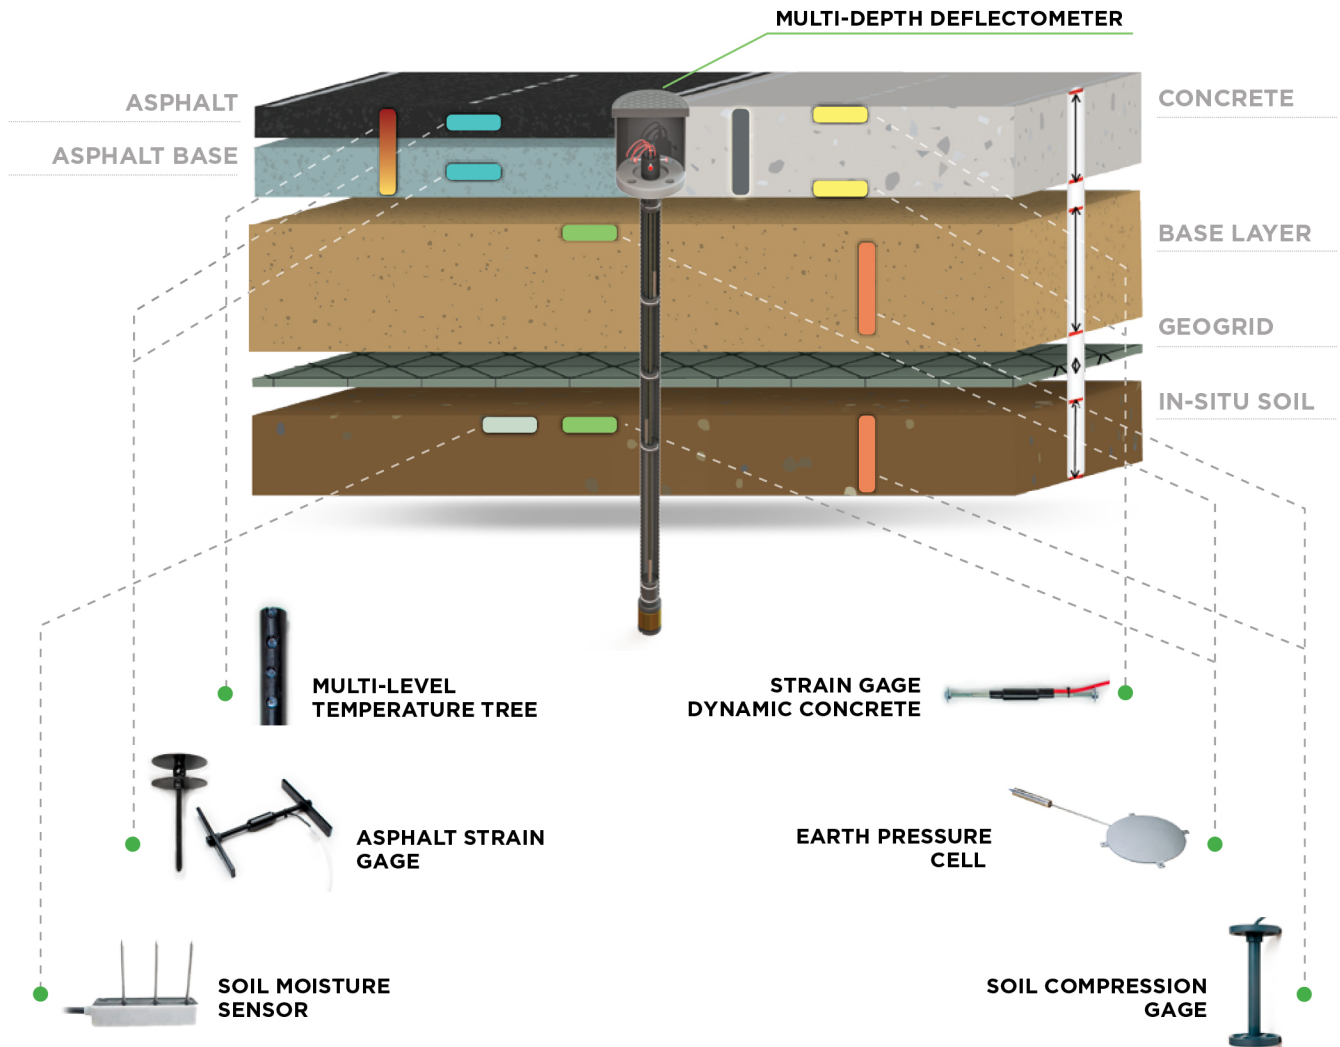 MULTI-DEPTH DEFLECTOMETER
ASPHALT
ASPHALT BASE
CONCRETE
BASE LAYER
GEOGRID
IN-SITU SOIL
MULTI-LEVEL
TEMPERATURE TREE
STRAIN GAGE
DYNAMIC CONCRETE
ASPHALT STRAIN
GAGE
EARTH PRESSURE
CELL
SOIL MOISTURE
SENSOR
SOIL COMPRESSION
GAGE